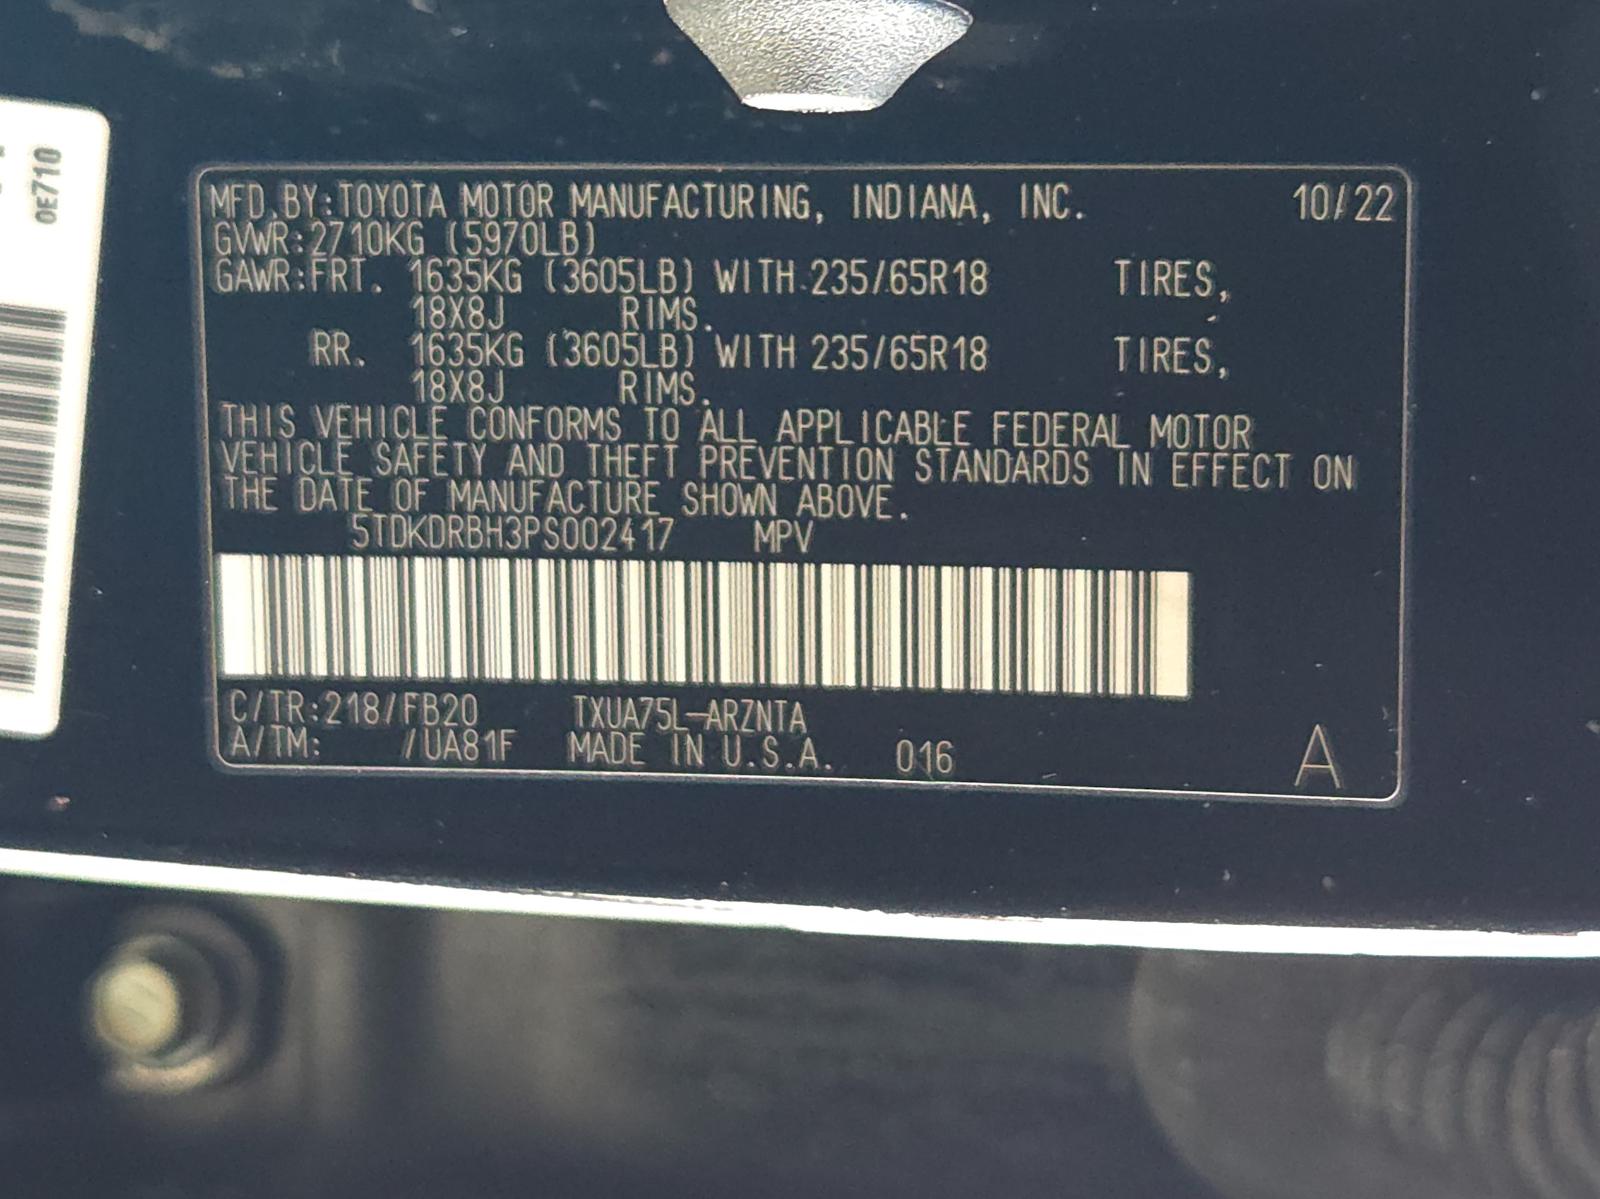 MFD.BY:TOYOTA MOTOR MANUFACTURING, INDIANA, INC. 10/22
GVWR:2710KG (5970LB)
GAWR:FRT. 1635KG (3605LB) WITH 235/65R18 TIRES,
18X8J RIMS.
RR. 1635KG (3605LB) WITH 235/65R18 TIRES,
18X8J RIMS.
THIS VEHICLE CONFORMS TO ALL APPLICABLE FEDERAL MOTOR
VEHICLE SAFETY AND THEFT PREVENTION STANDARDS IN EFFECT ON
THE DATE OF MANUFACTURE SHOWN ABOVE.
5TDKDRBH3PS002417 MPV
C/TR:218/FB20 TXUA75L-ARZNTA
A/TM: /UA81F MADE IN U.S.A. 016
A
0E710